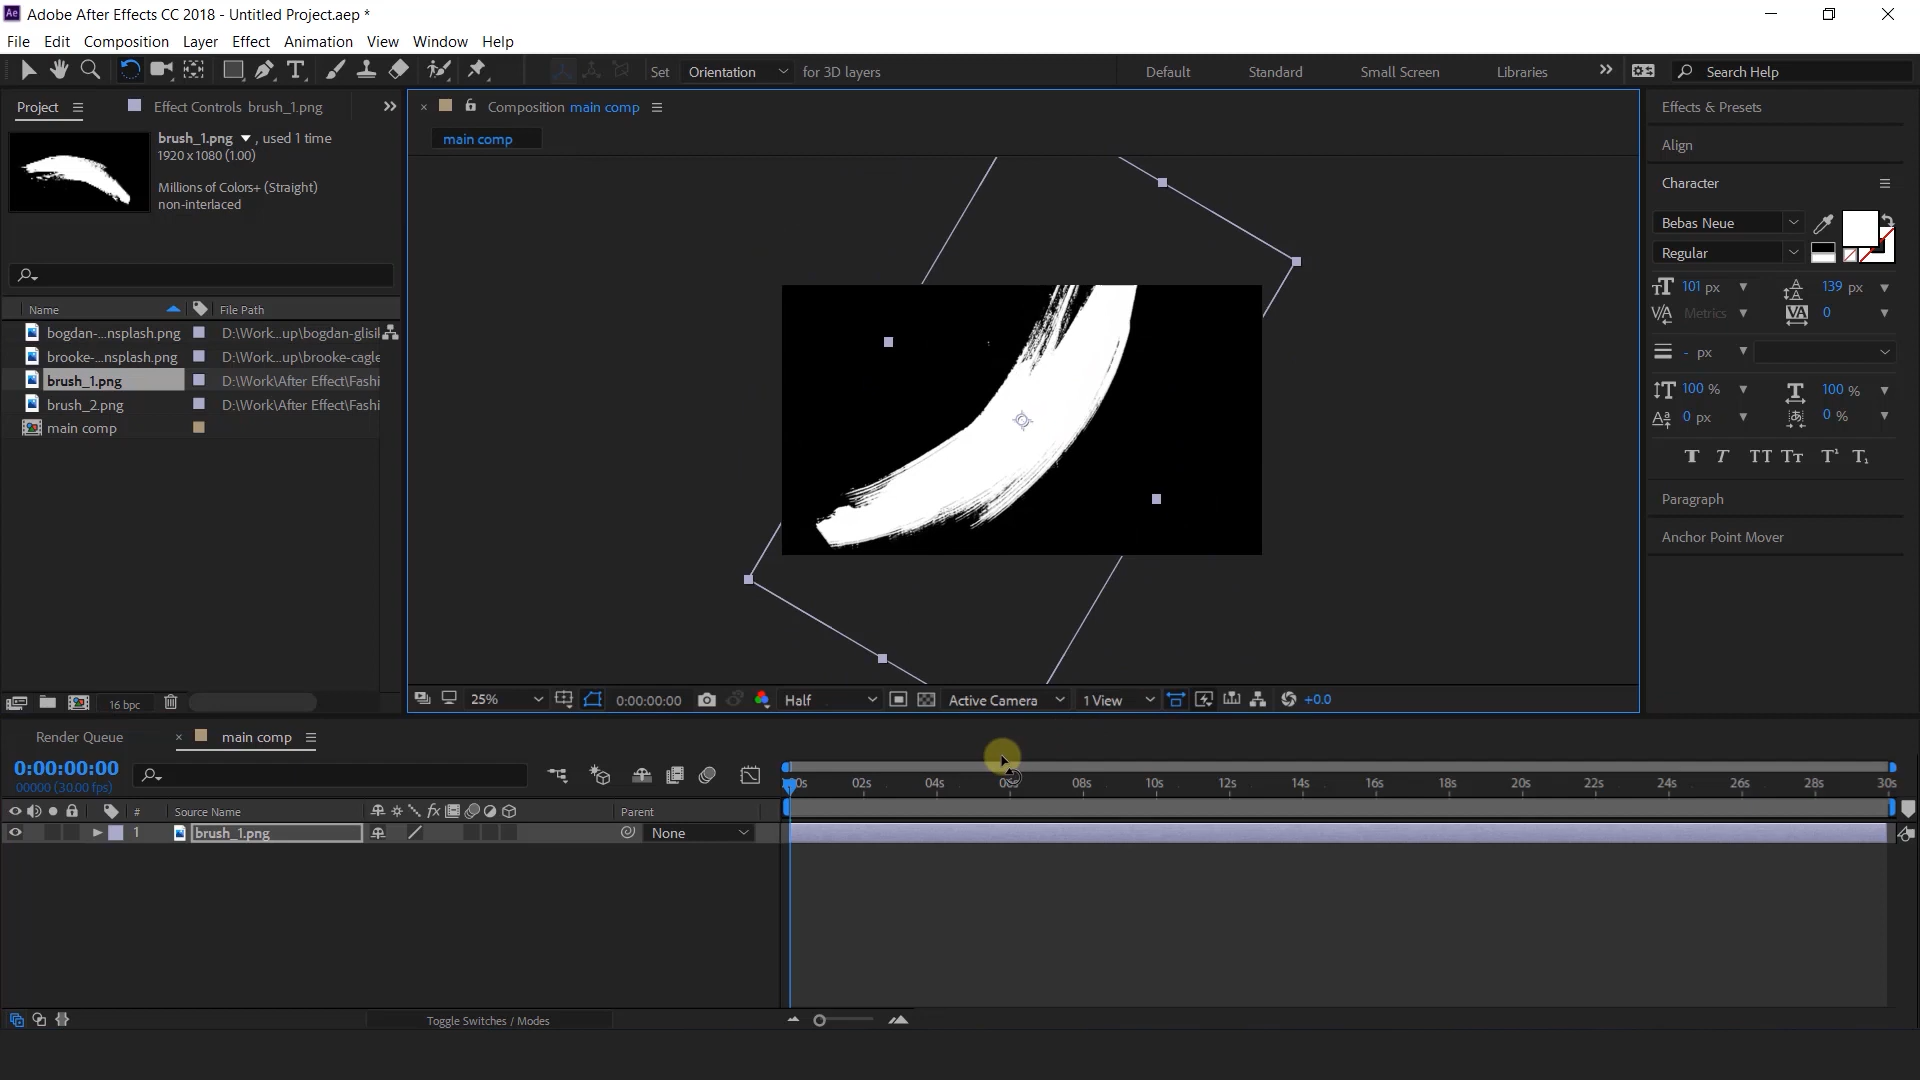 Adobe After Effects CC 2018 - Untitled Project.aep *
File Edit Composition Layer Effect Animation View Window Help
Set Orientation for 3D layers Default Standard Small Screen Libraries Search Help
Project Effect Controls brush_1.png
Composition main comp
main comp
brush_1.png , used 1 time
1920 x 1080 (1.00)
Millions of Colors+ (Straight)
non-interlaced
Name File Path
bogdan-...nsplash.png D:\Work...up\bogdan-glisil
brooke-...nsplash.png D:\Work...up\brooke-cagle
brush_1.png D:\Work\After Effect\Fashi
brush_2.png D:\Work\After Effect\Fashi
main comp
16 bpc
25% 0:00:00:00 Half Active Camera 1 View +0.0
Effects & Presets
Align
Character
Bebas Neue
Regular
101 px 139 px
Metrics 0
- px
100 % 100 %
0 px 0 %
Paragraph
Anchor Point Mover
Render Queue main comp
0:00:00:00
00000 (30.00 fps)
02s 04s 06s 08s 10s 12s 14s 16s 18s 20s 22s 24s 26s 28s 30s
# Source Name Parent
1 brush_1.png None
Toggle Switches / Modes